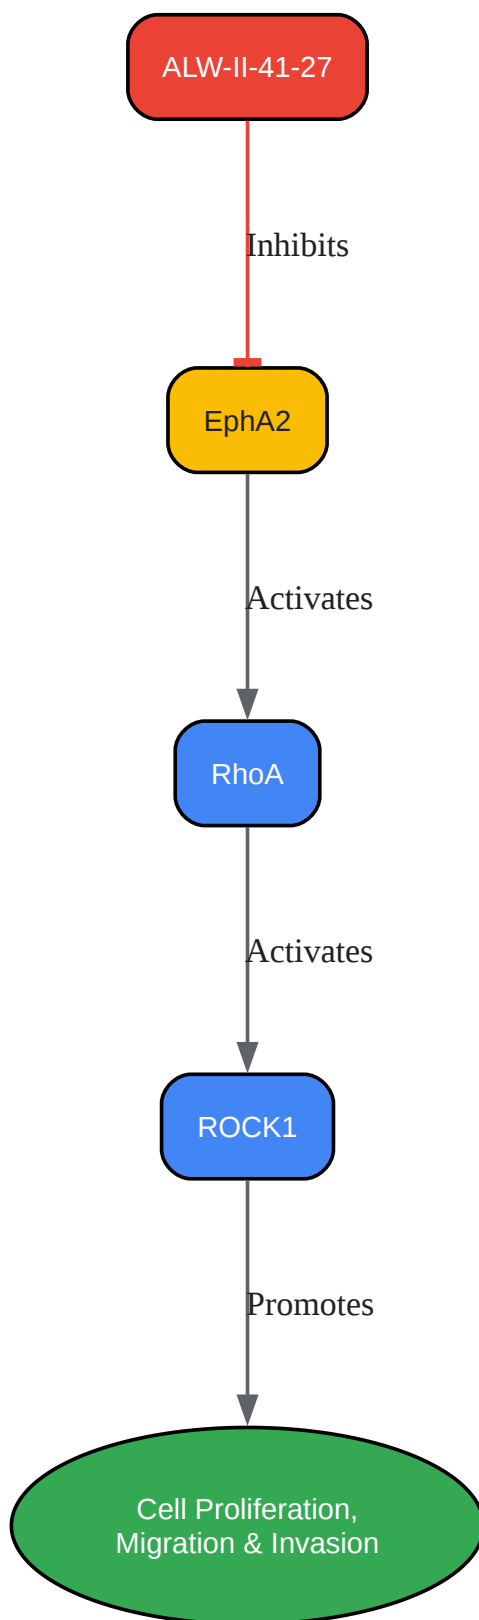 ALW-II-41-27
Inhibits
EphA2
Activates
RhoA
Activates
ROCK1
Promotes
Cell Proliferation,
Migration & Invasion